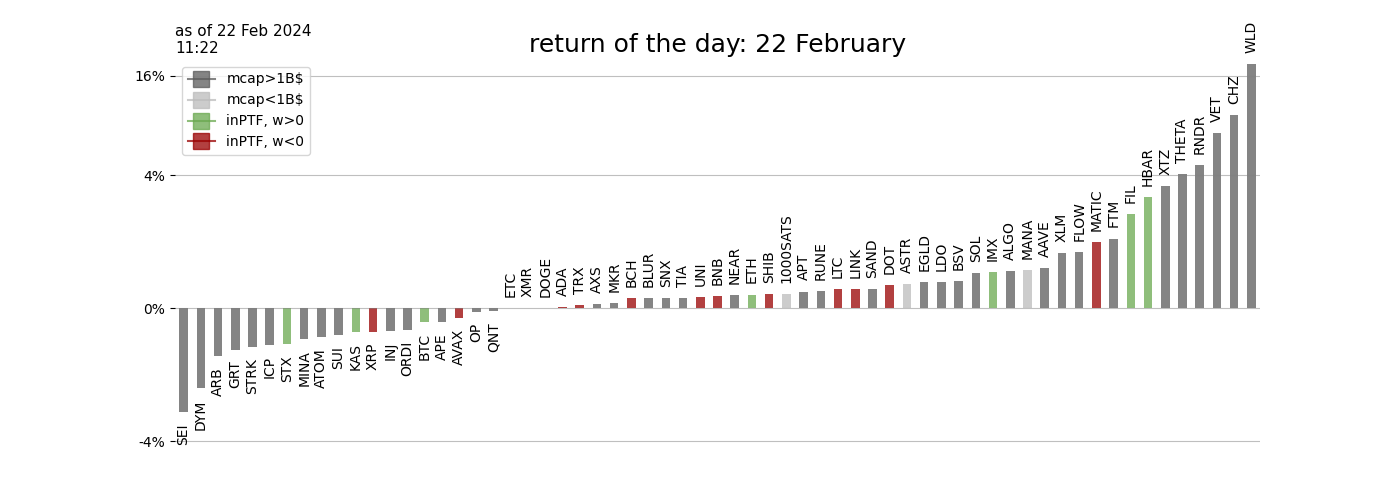 as of 22 Feb 2024
11:22
return of the day: 22 February
mcap>1B$
mcap<1B$
inPTF, w>0
inPTF, w<0
16%
4%
0%
-4%
SEI
DYM
ARB
GRT
STRK
ICP
STX
MINA
ATOM
SUI
KAS
XRP
INJ
ORDI
BTC
APE
AVAX
OP
QNT
ETC
XMR
DOGE
ADA
TRX
AXS
MKR
BCH
BLUR
SNX
TIA
UNI
BNB
NEAR
ETH
SHIB
1000SATS
APT
RUNE
LTC
LINK
SAND
DOT
ASTR
EGLD
LDO
BSV
SOL
IMX
ALGO
MANA
AAVE
XLM
FLOW
MATIC
FTM
FIL
HBAR
XTZ
THETA
RNDR
VET
CHZ
WLD